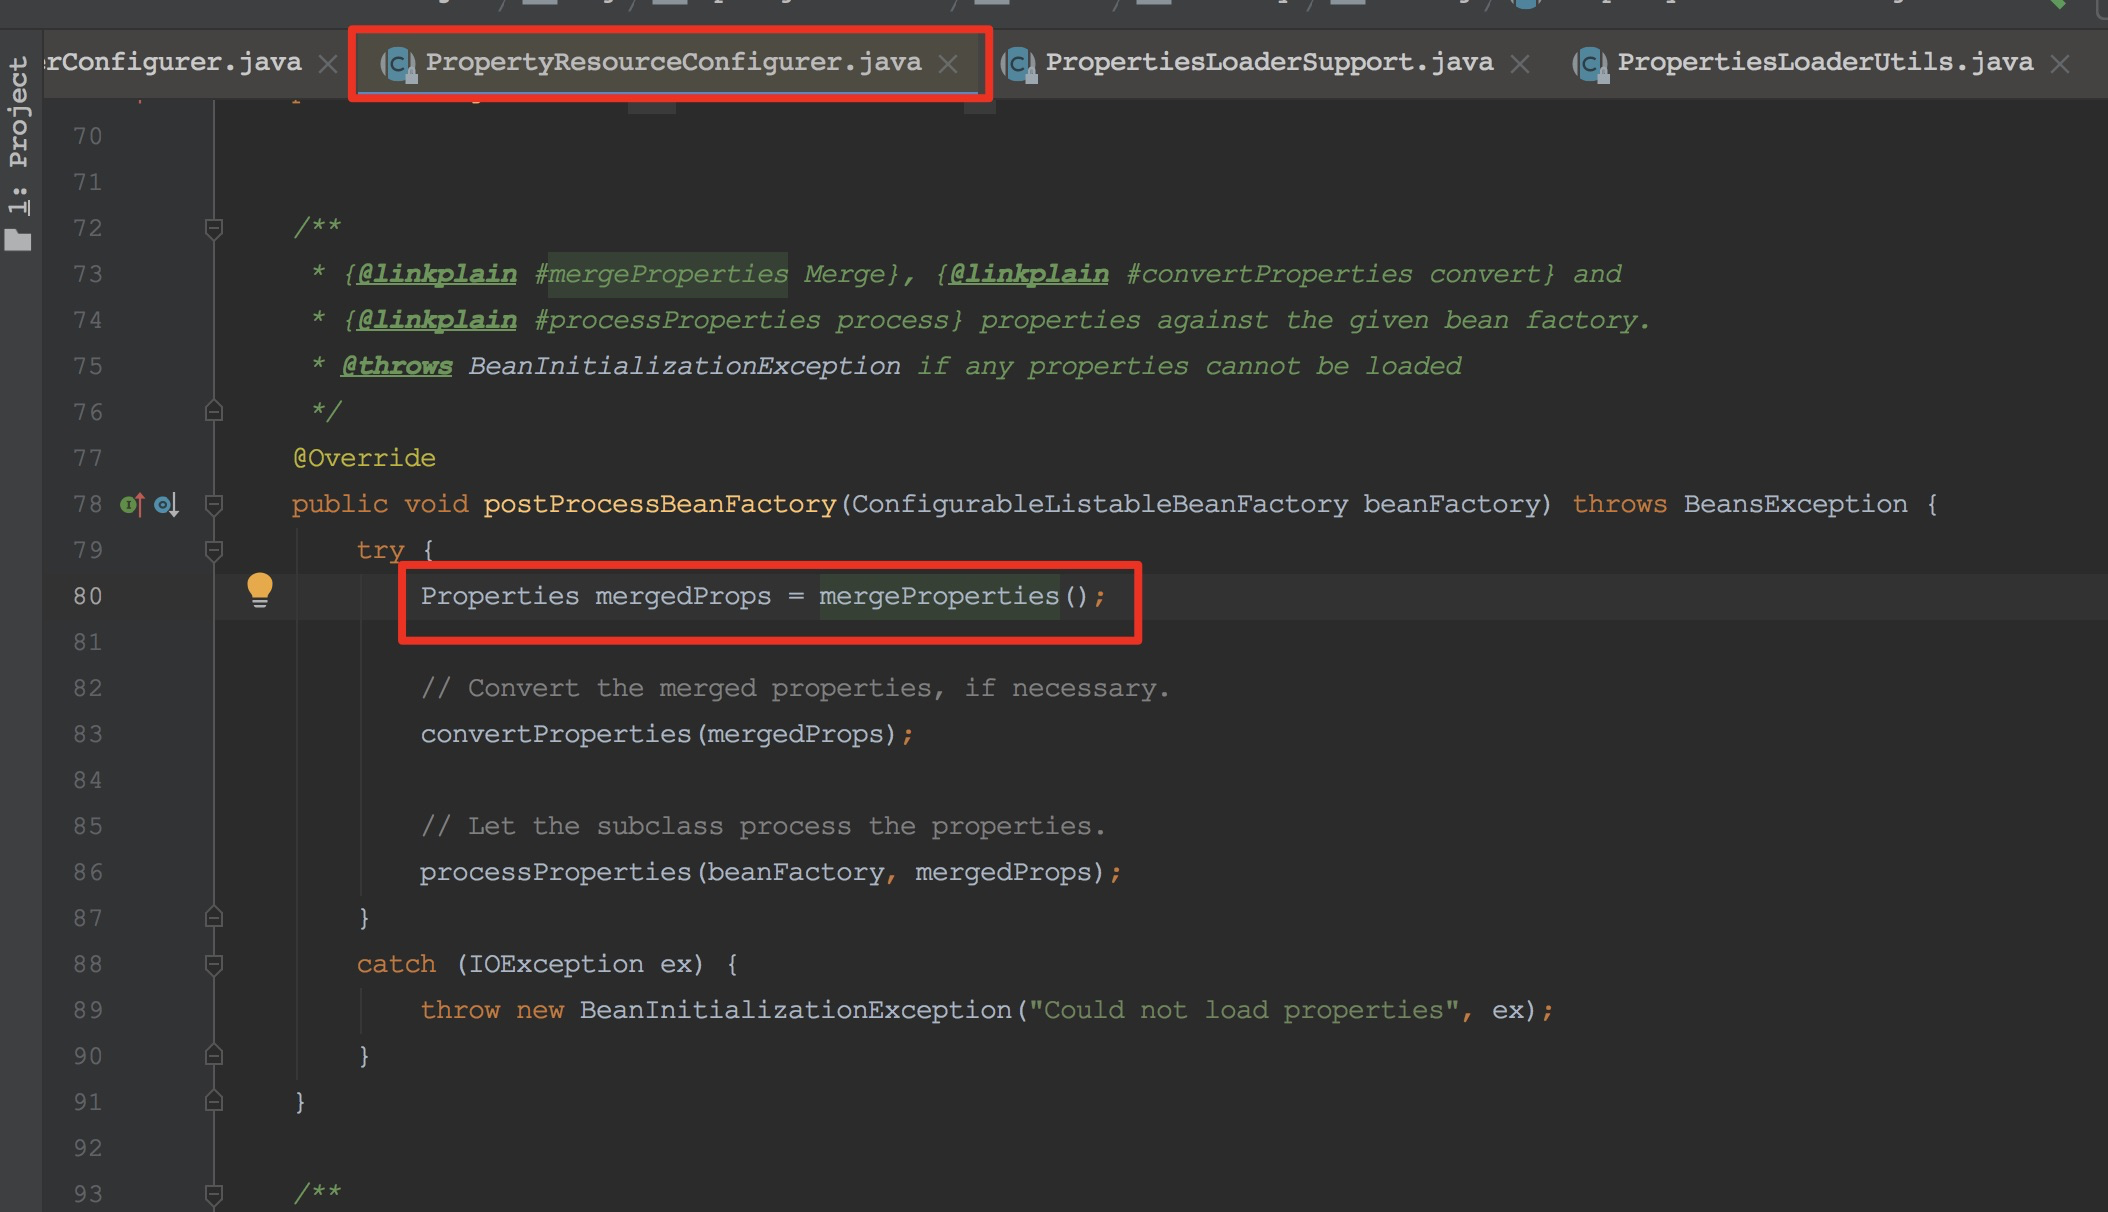 rConfigurer.java PropertyResourceConfigurer.java PropertiesLoaderSupport.java PropertiesLoaderUtils.java
1: Project
70
71
72 /**
73 * {@linkplain #mergeProperties Merge}, {@linkplain #convertProperties convert} and
74 * {@linkplain #processProperties process} properties against the given bean factory.
75 * @throws BeanInitializationException if any properties cannot be loaded
76 */
77 @Override
78 public void postProcessBeanFactory(ConfigurableListableBeanFactory beanFactory) throws BeansException {
79 try {
80 Properties mergedProps = mergeProperties();
81
82 // Convert the merged properties, if necessary.
83 convertProperties(mergedProps);
84
85 // Let the subclass process the properties.
86 processProperties(beanFactory, mergedProps);
87 }
88 catch (IOException ex) {
89 throw new BeanInitializationException("Could not load properties", ex);
90 }
91 }
92
93 /**